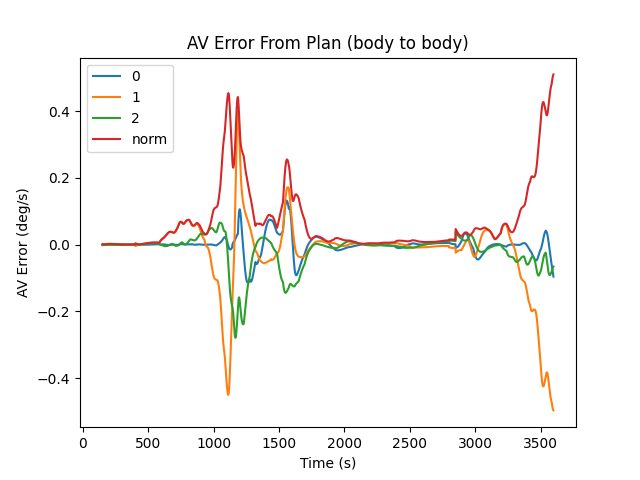 AV Error From Plan (body to body)
0
1
2
norm
AV Error (deg/s)
0.4
0.2
0.0
−0.2
−0.4
0 500 1000 1500 2000 2500 3000 3500
Time (s)